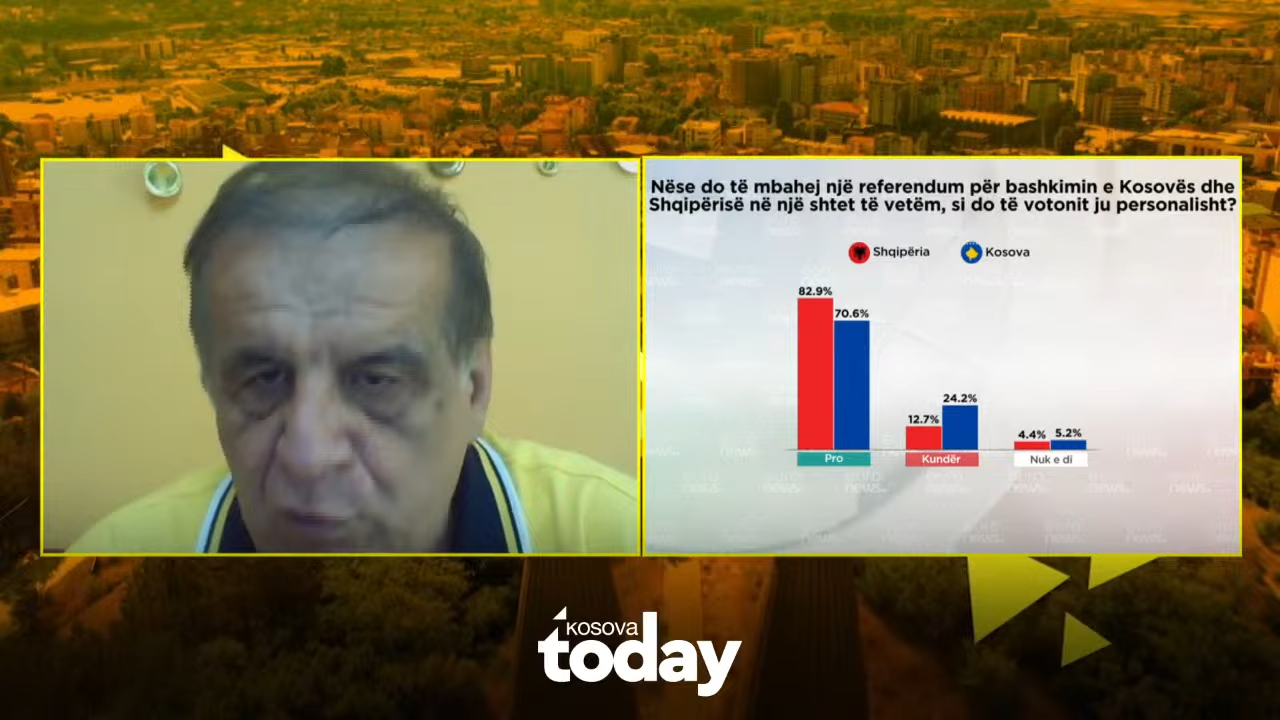 Nëse do të mbahej një referendum për bashkimin e Kosovës dhe
Shqipërisë në një shtet të vetëm, si do të votonit ju personalisht?
Shqipëria Kosova
82.9%
70.6%
12.7%
24.2%
4.4%
5.2%
Pro Kundër Nuk e di
kosova
today